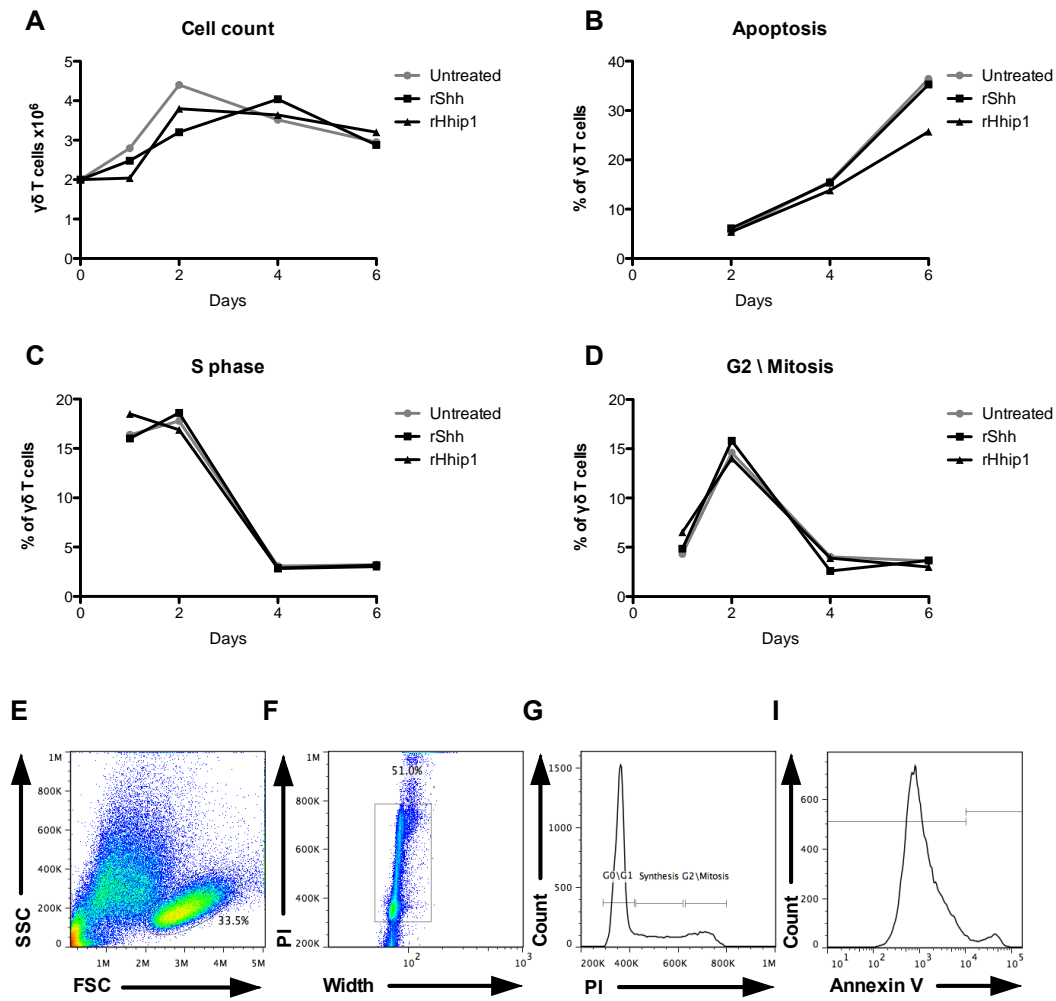 A
Cell count
γδ T cells x10⁶
5
4
3
2
1
0
0 2 4 6
Days
Untreated
rShh
rHhip1
B
Apoptosis
% of γδ T cells
40
30
20
10
0
0 2 4 6
Days
Untreated
rShh
rHhip1
C
S phase
% of γδ T cells
20
15
10
5
0
0 2 4 6
Days
Untreated
rShh
rHhip1
D
G2 \ Mitosis
% of γδ T cells
20
15
10
5
0
0 2 4 6
Days
Untreated
rShh
rHhip1
E
SSC
1M
800K
600K
400K
200K
0
33.5%
1M 2M 3M 4M 5M
FSC
F
PI
1M
800K
600K
400K
200K
51.0%
10² 10³
Width
G
Count
1500
1000
500
0
G0\G1 Synthesis G2\Mitosis
200K 400K 600K 800K 1M
PI
I
Count
600
400
200
0
10¹ 10² 10³ 10⁴ 10⁵
Annexin V